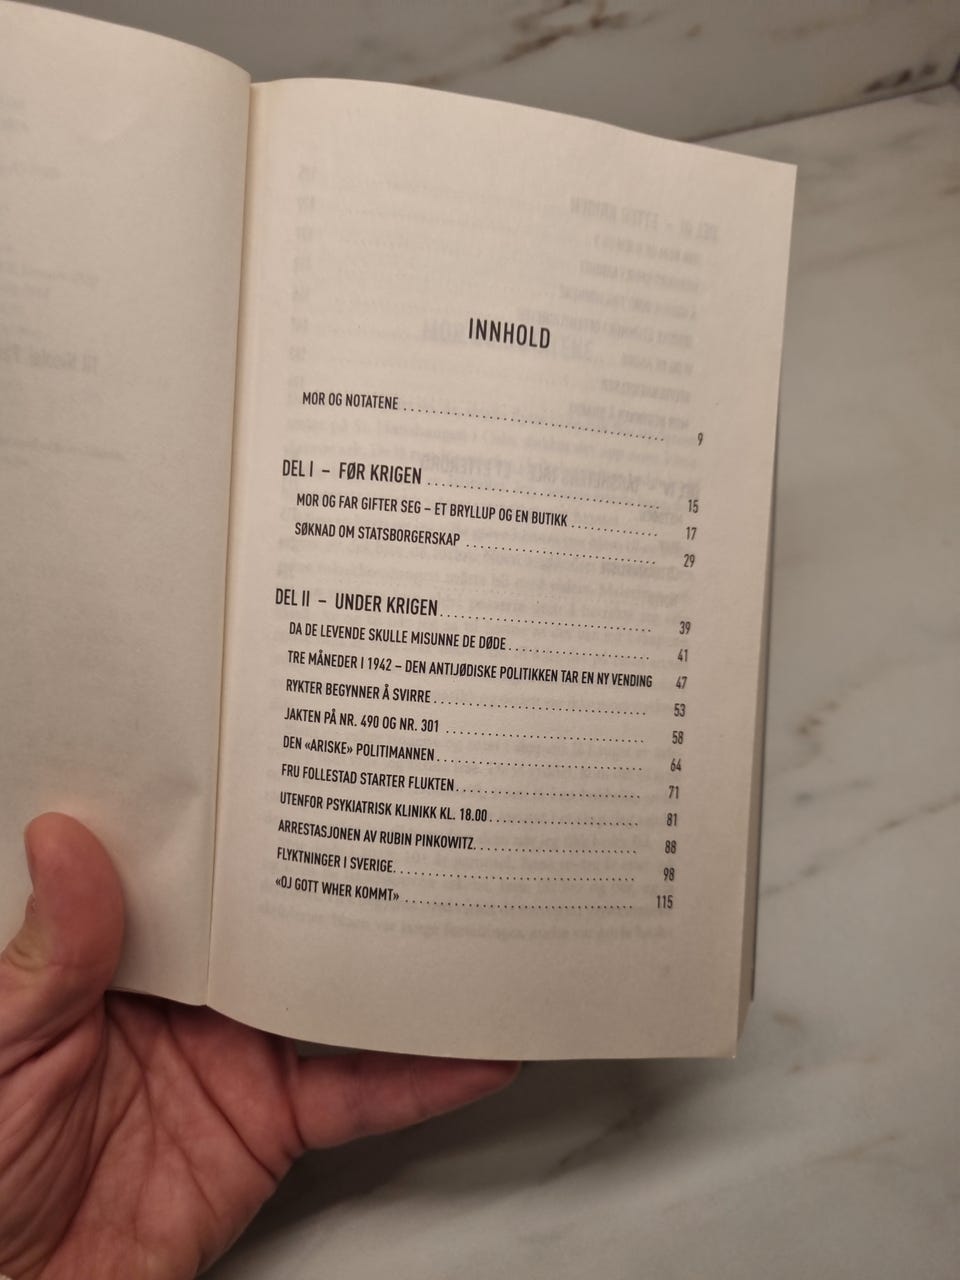 INNHOLD
MOR OG NOTATENE ........................ 9
DEL I – FØR KRIGEN ........................ 15
MOR OG FAR GIFTER SEG – ET BRYLLUP OG EN BUTIKK ............ 17
SØKNAD OM STATSBORGERSKAP ........................ 29
DEL II – UNDER KRIGEN ........................ 39
DA DE LEVENDE SKULLE MISUNNE DE DØDE ........................ 41
TRE MÅNEDER I 1942 – DEN ANTIJØDISKE POLITIKKEN TAR EN NY VENDING 47
RYKTER BEGYNNER Å SVIRRE ........................ 53
JAKTEN PÅ NR. 490 OG NR. 301 ........................ 58
DEN «ARISKE» POLITIMANNEN ........................ 64
FRU FOLLESTAD STARTER FLUKTEN ........................ 71
UTENFOR PSYKIATRISK KLINIKK KL. 18.00 ........................ 81
ARRESTASJONEN AV RUBIN PINKOWITZ ........................ 88
FLYKTNINGER I SVERIGE ........................ 98
«OJ GOTT WHER KOMMT» ........................ 115